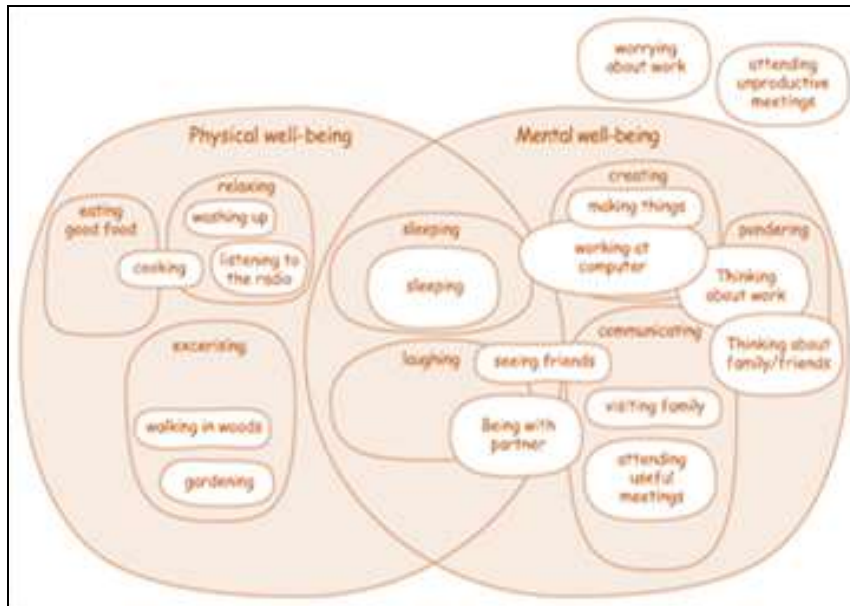 worrying
about work
attending
unproductive
meetings
Physical well-being
Mental well-being
eating
good food
relaxing
washing up
cooking
listening to
the radio
excerising
walking in woods
gardening
sleeping
sleeping
laughing
seeing friends
Being with
partner
creating
making things
working at
computer
pondering
Thinking
about work
Thinking about
family/friends
communicating
visiting family
attending
useful
meetings